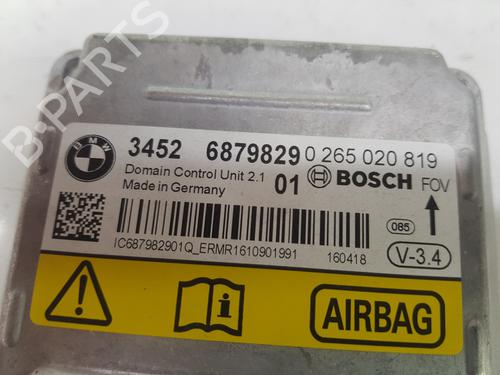 B-PARTS
BMW
3452 6879829 0 265 020 819
Domain Control Unit 2.1 01 BOSCH FOV
Made in Germany
085
IC687982901Q_ERMR1610901991 160418 V-3.4
AIRBAG